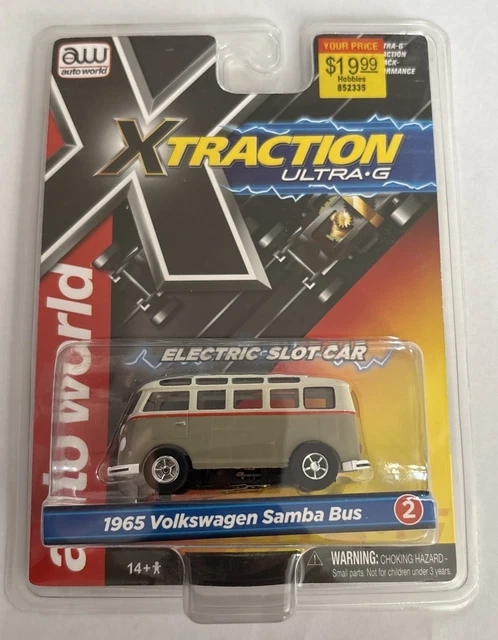 aw
auto world
YOUR PRICE
$19.99
Hobbies
852335
XTRACTION
ULTRA·G
auto world
ELECTRIC SLOT CAR
1965 Volkswagen Samba Bus
2
14+
WARNING: CHOKING HAZARD -
Small parts. Not for children under 3 years.